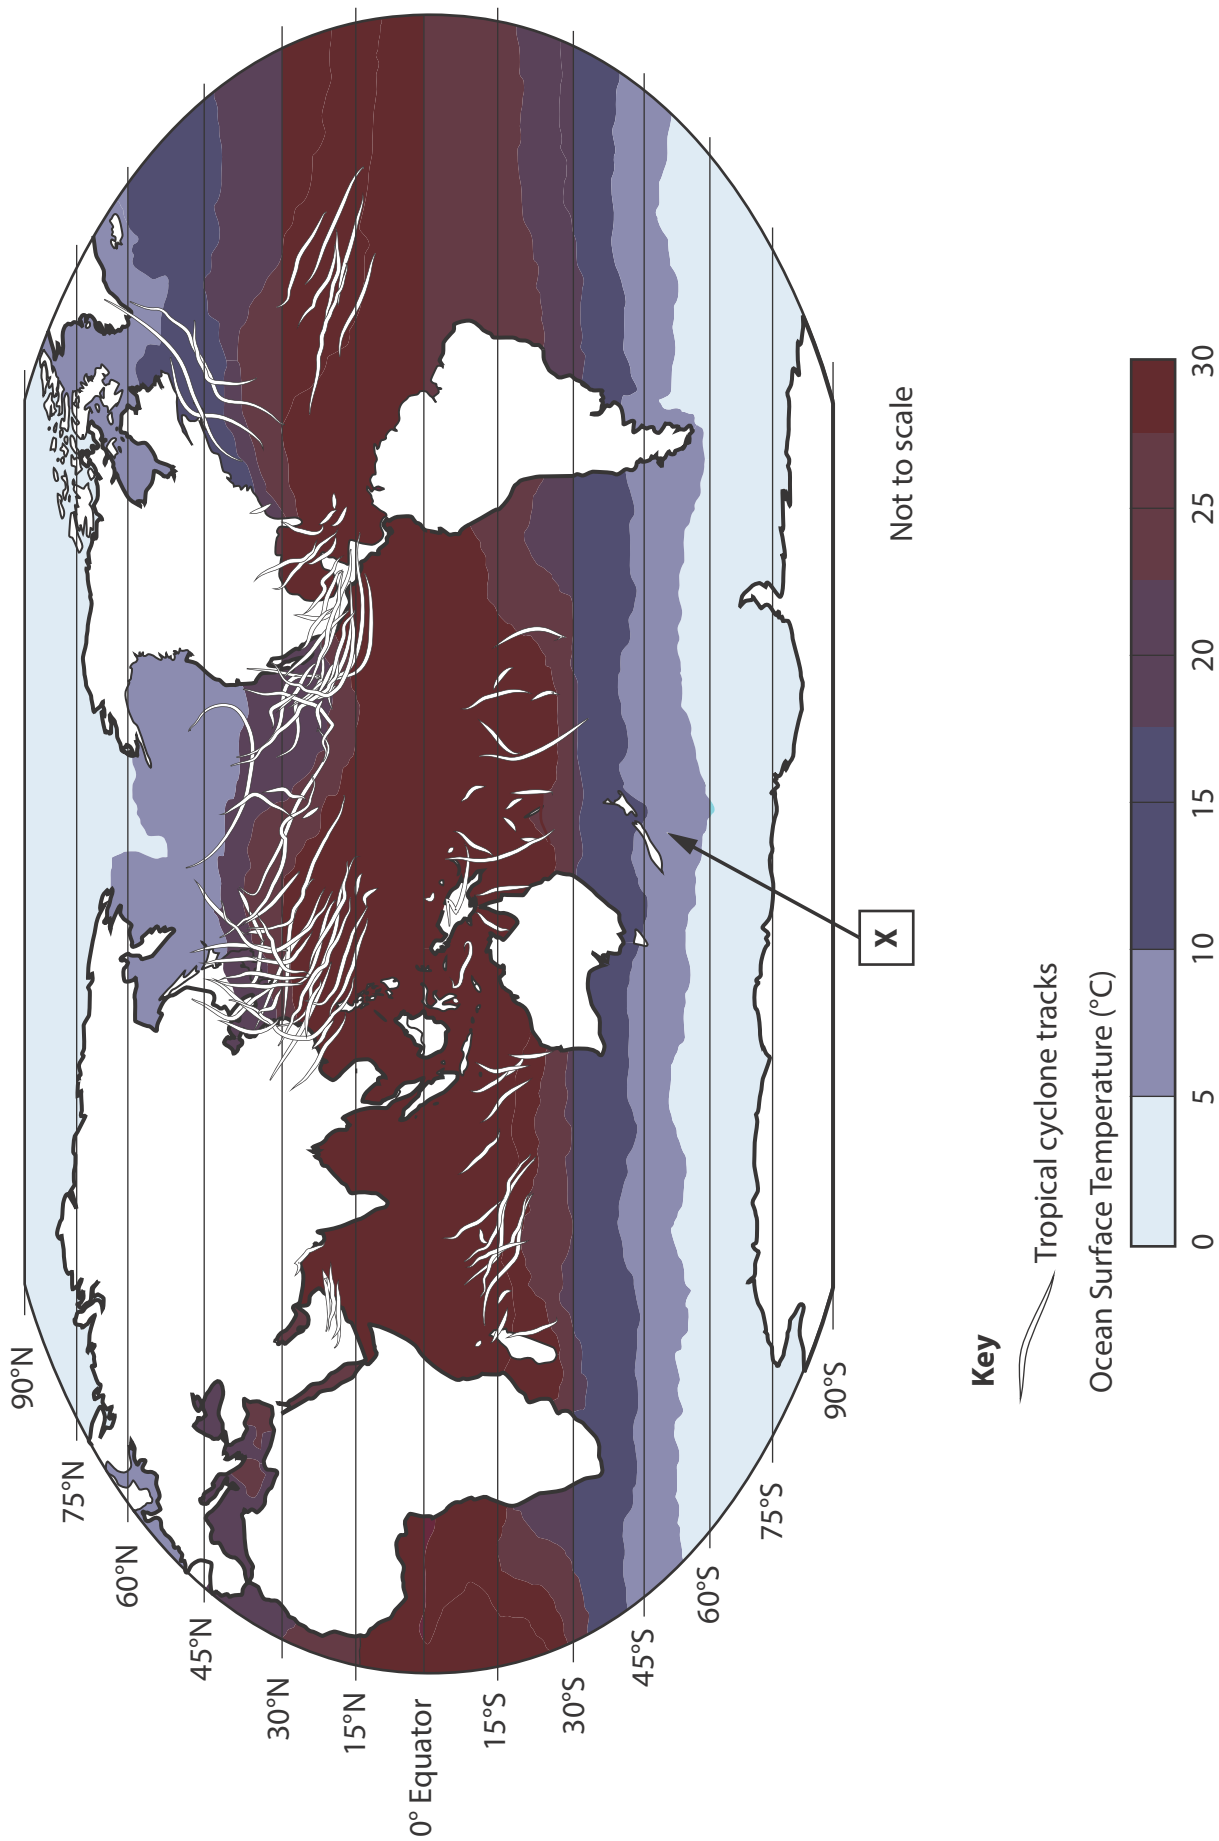 90°N
75°N
60°N
45°N
30°N
15°N
0° Equator
15°S
30°S
45°S
60°S
75°S
90°S
X
Not to scale
Key
Tropical cyclone tracks
Ocean Surface Temperature (°C)
0 5 10 15 20 25 30